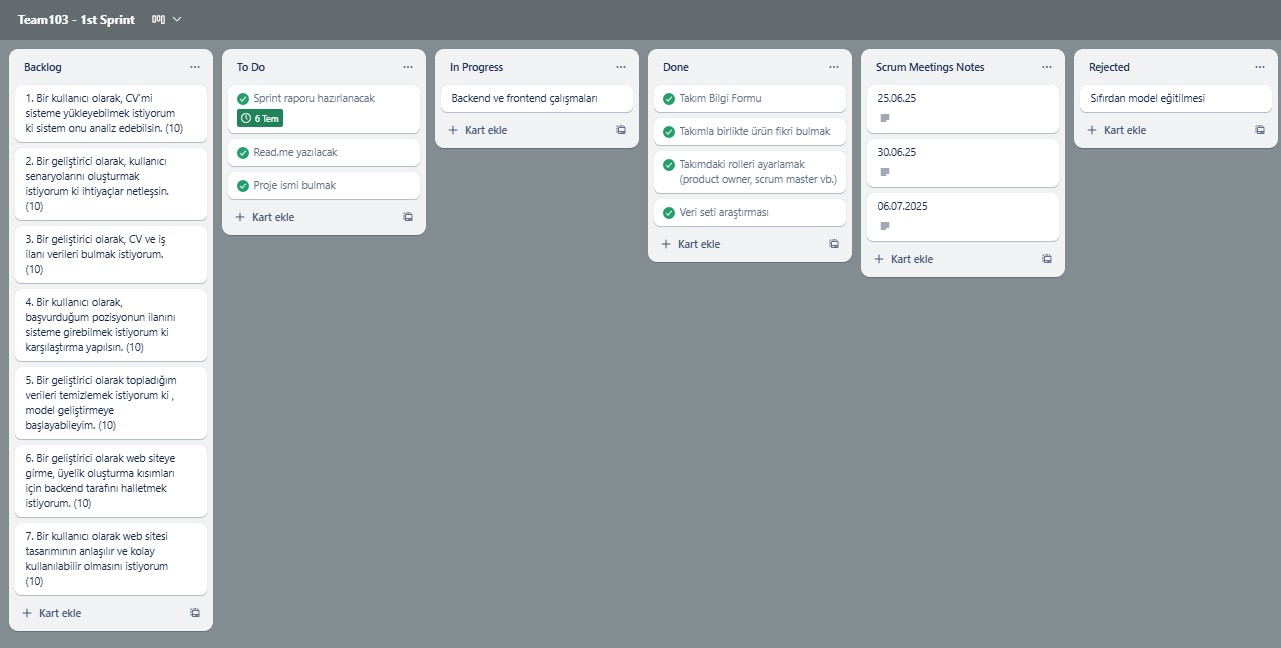 Team103 - 1st Sprint
Backlog
1. Bir kullanıcı olarak, CV'mi
sisteme yükleyebilmek istiyorum
ki sistem onu analiz edebilsin. (10)
2. Bir geliştirici olarak, kullanıcı
senaryolarını oluşturmak
istiyorum ki ihtiyaçlar netleşsin.
(10)
3. Bir geliştirici olarak, CV ve iş
ilanı verileri bulmak istiyorum.
(10)
4. Bir kullanıcı olarak,
başvurduğum pozisyonun ilanını
sisteme girebilmek istiyorum ki
karşılaştırma yapılsın. (10)
5. Bir geliştirici olarak topladığım
verileri temizlemek istiyorum ki ,
model geliştirmeye
başlayabileyim. (10)
6. Bir geliştirici olarak web siteye
girme, üyelik oluşturma kısımları
için backend tarafını halletmek
istiyorum. (10)
7. Bir kullanıcı olarak web sitesi
tasarımının anlaşılır ve kolay
kullanılabilir olmasını istiyorum
(10)
+ Kart ekle
To Do
Sprint raporu hazırlanacak
6 Tem
Read.me yazılacak
Proje ismi bulmak
+ Kart ekle
In Progress
Backend ve frontend çalışmaları
+ Kart ekle
Done
Takım Bilgi Formu
Takımla birlikte ürün fikri bulmak
Takımdaki rolleri ayarlamak
(product owner, scrum master vb.)
Veri seti araştırması
+ Kart ekle
Scrum Meetings Notes
25.06.25
30.06.25
06.07.2025
+ Kart ekle
Rejected
Sıfırdan model eğitilmesi
+ Kart ekle